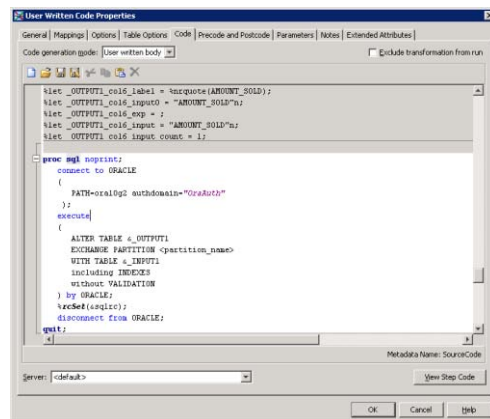 User Written Code Properties
General | Mappings | Options | Table Options | Code | Precode and Postcode | Parameters | Notes | Extended Attributes
Code generation mode: User written body
Exclude transformation from run
%let _OUTPUT1_col6_label = %nrquote(AMOUNT_SOLD);
%let _OUTPUT1_col6_input0 = "AMOUNT_SOLD"n;
%let _OUTPUT1_col6_exp = ;
%let _OUTPUT1_col6_input = "AMOUNT_SOLD"n;
%let _OUTPUT1_col6_input_count = 1;
proc sql noprint;
connect to ORACLE
(
PATH=ora10g2 authdomain="OraAuth"
);
execute
(
ALTER TABLE &_OUTPUT1
EXCHANGE PARTITION <partition_name>
WITH TABLE &_INPUT1
including INDEXES
without VALIDATION
) by ORACLE;
%rcSet(&sqlrc);
disconnect from ORACLE;
quit;
Metadata Name: SourceCode
Server: <default>
View Step Code
OK Cancel Help